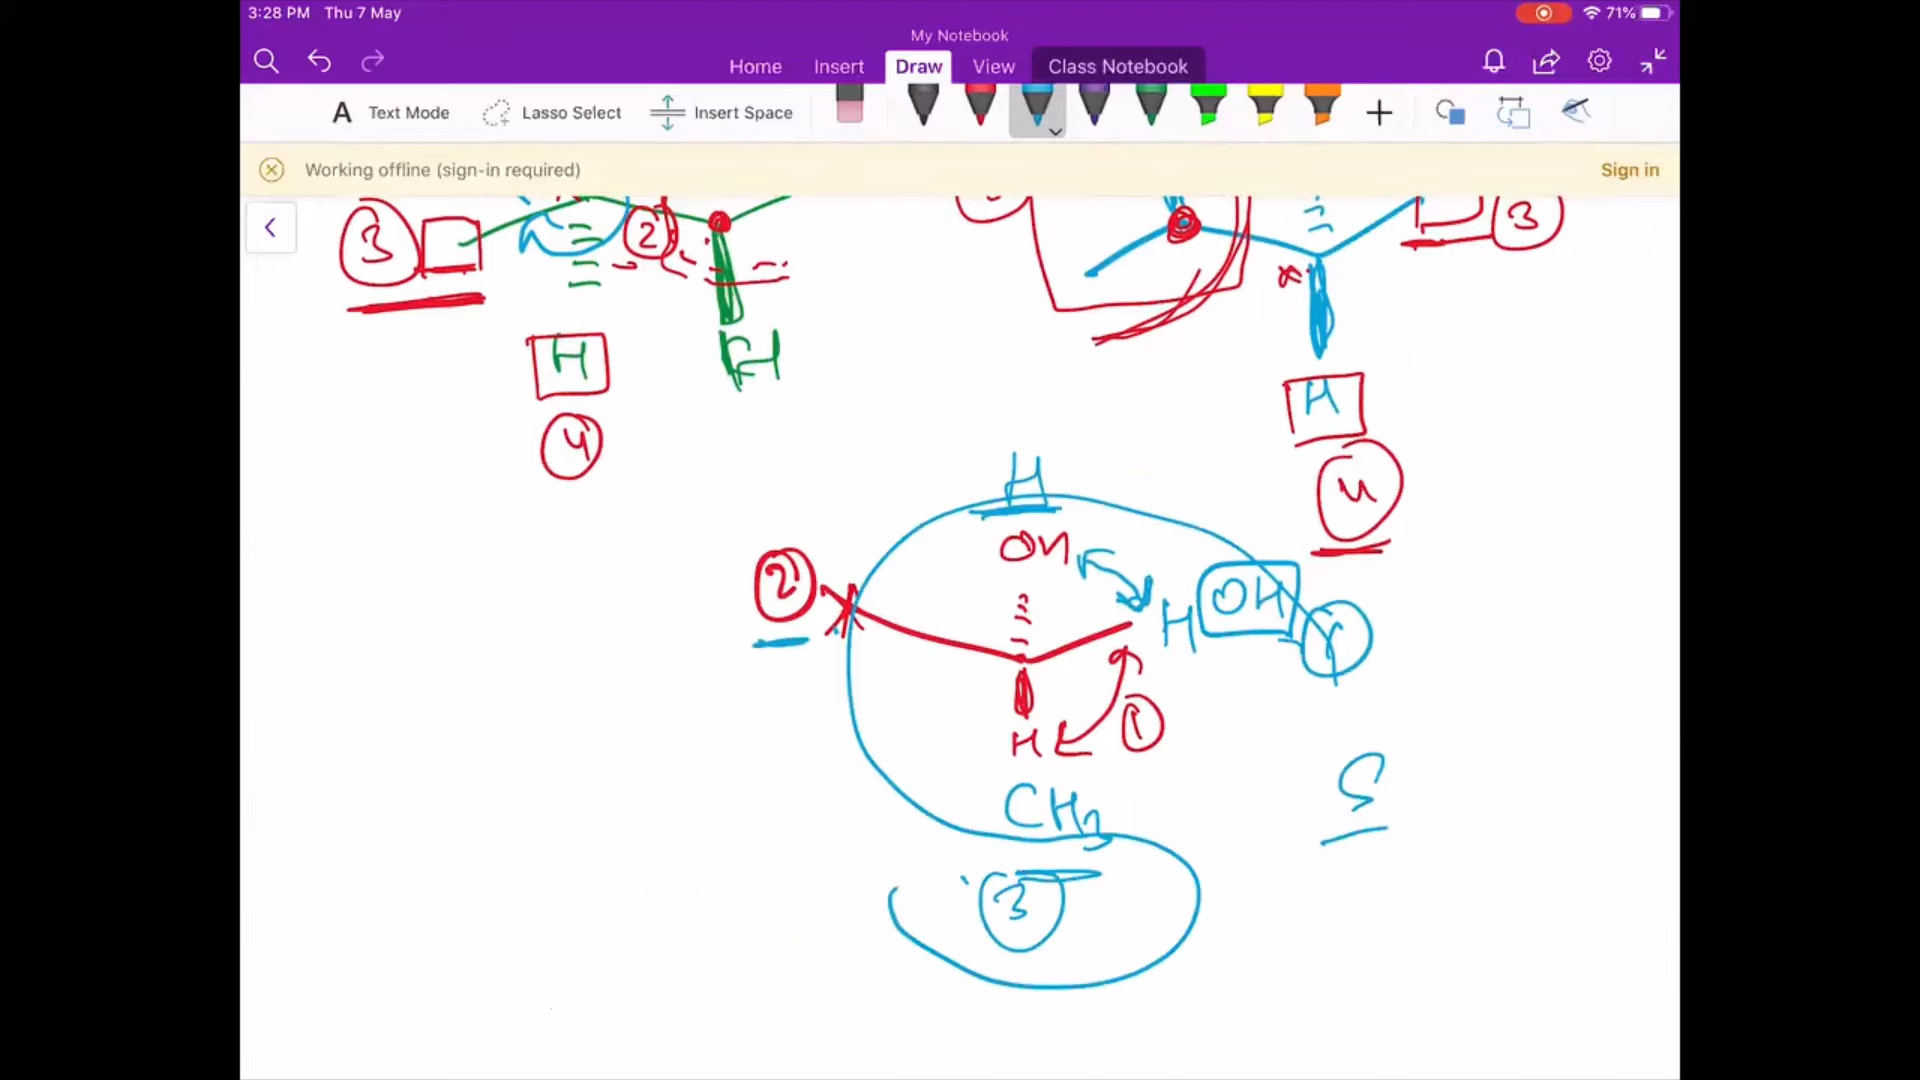 3:28 PM Thu 7 May
71%
My Notebook
Home Insert Draw View Class Notebook
A Text Mode Lasso Select Insert Space
Working offline (sign-in required) Sign in
3 2 3
H H
H
4 4
H
OH
2 H OH 1
H 1
CH3 S
3